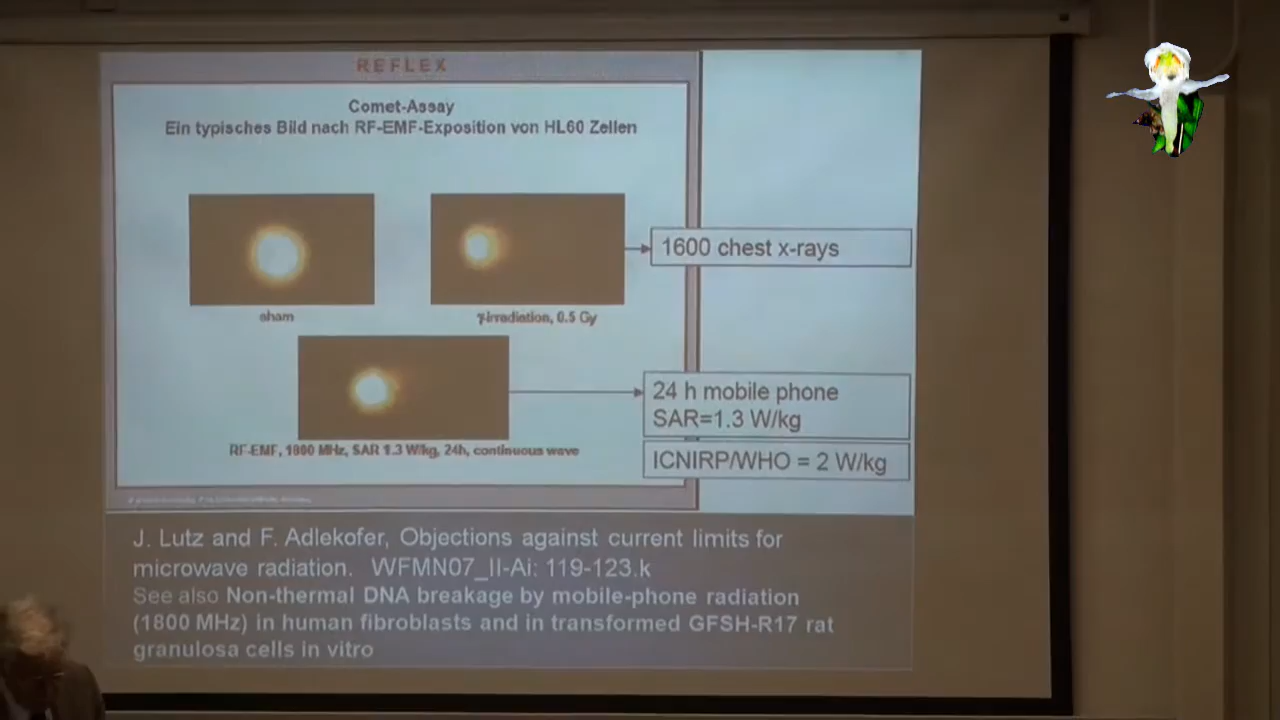 REFLEX
Comet-Assay
Ein typisches Bild nach RF-EMF-Exposition von HL60 Zellen
1600 chest x-rays
sham
γ-irradiation, 0.5 Gy
24 h mobile phone
SAR=1.3 W/kg
RF-EMF, 1800 MHz, SAR 1.3 W/kg, 24h, continuous wave
ICNIRP/WHO = 2 W/kg
J. Lutz and F. Adlekofer, Objections against current limits for
microwave radiation. WFMN07_II-Ai: 119-123.k
See also Non-thermal DNA breakage by mobile-phone radiation
(1800 MHz) in human fibroblasts and in transformed GFSH-R17 rat
granulosa cells in vitro